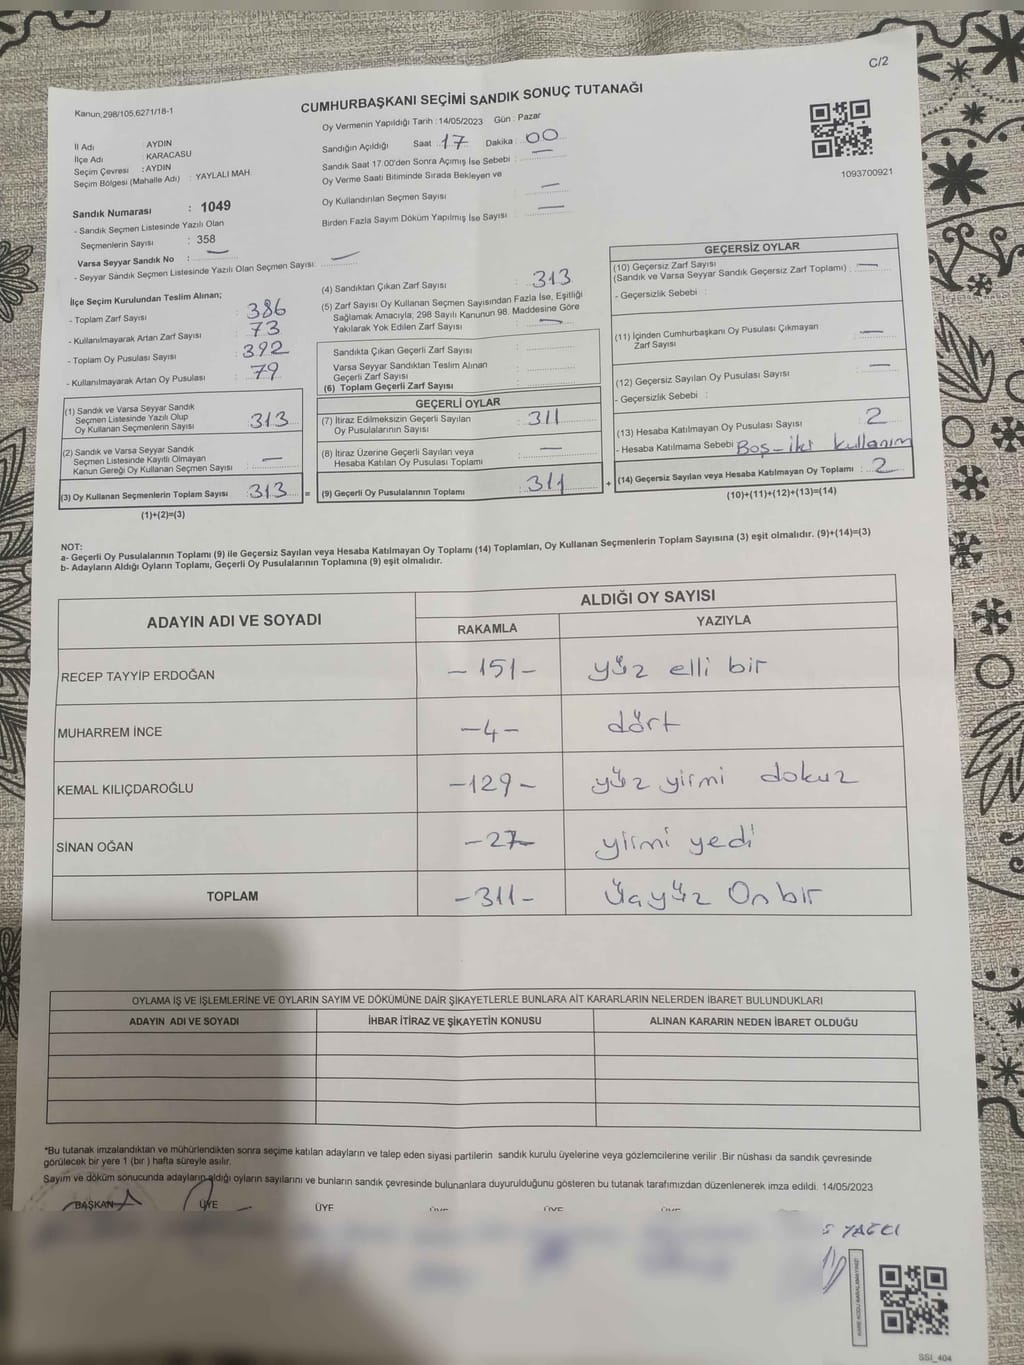 C/2
Kanun;298/105,6271/18-1
CUMHURBAŞKANI SEÇİMİ SANDIK SONUÇ TUTANAĞI
Oy Vermenin Yapıldığı Tarih :14/05/2023 Gün : Pazar
İl Adı : AYDIN
İlçe Adı : KARACASU
Seçim Çevresi : AYDIN
Seçim Bölgesi (Mahalle Adı) : YAYLALI MAH.
Sandığın Açıldığı Saat : 17 Dakika : 00
Sandık Saat 17.00'den Sonra Açımış İse Sebebi : —
Oy Verme Saati Bitiminde Sırada Bekleyen ve
Oy Kullandırılan Seçmen Sayısı : —
Birden Fazla Sayım Döküm Yapılmış İse Sayısı : —
1093700921
Sandık Numarası : 1049
- Sandık Seçmen Listesinde Yazılı Olan
Seçmenlerin Sayısı : 358
Varsa Seyyar Sandık No : —
- Seyyar Sandık Seçmen Listesinde Yazılı Olan Seçmen Sayısı: —
İlçe Seçim Kurulundan Teslim Alınan;
- Toplam Zarf Sayısı : 386
- Kullanılmayarak Artan Zarf Sayısı : 73
- Toplam Oy Pusulası Sayısı : 392
- Kullanılmayarak Artan Oy Pusulası : 79
(1) Sandık ve Varsa Seyyar Sandık
Seçmen Listesinde Yazılı Olup
Oy Kullanan Seçmenlerin Sayısı : 313
(2) Sandık ve Varsa Seyyar Sandık
Seçmen Listesinde Kayıtlı Olmayan
Kanun Gereği Oy Kullanan Seçmen Sayısı : —
(3) Oy Kullanan Seçmenlerin Toplam Sayısı : 313 =
(1)+(2)=(3)
(4) Sandıktan Çıkan Zarf Sayısı : 313
(5) Zarf Sayısı Oy Kullanan Seçmen Sayısından Fazla İse, Eşitliği
Sağlamak Amacıyla; 298 Sayılı Kanunun 98. Maddesine Göre
Yakılarak Yok Edilen Zarf Sayısı : —
Sandıkta Çıkan Geçerli Zarf Sayısı :
Varsa Seyyar Sandıktan Teslim Alınan
Geçerli Zarf Sayısı :
(6) Toplam Geçerli Zarf Sayısı :
GEÇERLİ OYLAR
(7) İtiraz Edilmeksizin Geçerli Sayılan
Oy Pusulalarının Sayısı : 311
(8) İtiraz Üzerine Geçerli Sayılan veya
Hesaba Katılan Oy Pusulası Toplamı : —
(9) Geçerli Oy Pusulalarının Toplamı : 311 +
GEÇERSİZ OYLAR
(10) Geçersiz Zarf Sayısı
(Sandık ve Varsa Seyyar Sandık Geçersiz Zarf Toplamı) : —
- Geçersizlik Sebebi :
(11) İçinden Cumhurbaşkanı Oy Pusulası Çıkmayan
Zarf Sayısı : —
(12) Geçersiz Sayılan Oy Pusulası Sayısı : —
- Geçersizlik Sebebi :
(13) Hesaba Katılmayan Oy Pusulası Sayısı : 2
- Hesaba Katılmama Sebebi : Boş - iki kullanım
(14) Geçersiz Sayılan veya Hesaba Katılmayan Oy Toplamı : 2
(10)+(11)+(12)+(13)=(14)
NOT:
a- Geçerli Oy Pusulalarının Toplamı (9) ile Geçersiz Sayılan veya Hesaba Katılmayan Oy Toplamı (14) Toplamları, Oy Kullanan Seçmenlerin Toplam Sayısına (3) eşit olmalıdır. (9)+(14)=(3)
b- Adayların Aldığı Oyların Toplamı, Geçerli Oy Pusulalarının Toplamına (9) eşit olmalıdır.
ADAYIN ADI VE SOYADI
ALDIĞI OY SAYISI
RAKAMLA YAZIYLA
RECEP TAYYİP ERDOĞAN -151- yüz elli bir
MUHARREM İNCE -4- dört
KEMAL KILIÇDAROĞLU -129- yüz yirmi dokuz
SİNAN OĞAN -27- yirmi yedi
TOPLAM -311- Üçyüz On bir
OYLAMA İŞ VE İŞLEMLERİNE VE OYLARIN SAYIM VE DÖKÜMÜNE DAİR ŞİKAYETLERLE BUNLARA AİT KARARLARIN NELERDEN İBARET BULUNDUKLARI
ADAYIN ADI VE SOYADI İHBAR İTİRAZ VE ŞİKAYETİN KONUSU ALINAN KARARIN NEDEN İBARET OLDUĞU
*Bu tutanak imzalandıktan ve mühürlendikten sonra seçime katılan adayların ve talep eden siyasi partilerin sandık kurulu üyelerine veya gözlemcilerine verilir .Bir nüshası da sandık çevresinde
görülecek bir yere 1 (bir ) hafta süreyle asılır.
Sayım ve döküm sonucunda adayların aldığı oyların sayılarını ve bunların sandık çevresinde bulunanlara duyurulduğunu gösteren bu tutanak tarafımızdan düzenlenerek imza edildi. 14/05/2023
BAŞKAN ÜYE ÜYE ÜYE ÜYE ÜYE
KARE KODU KARALAMAYINIZ!
SSI_404